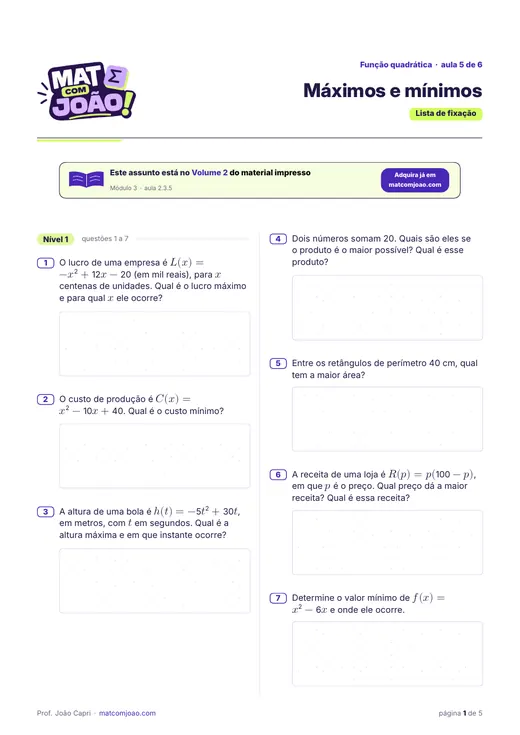 MAT Σ
COM
JOÃO!
Função quadrática · aula 5 de 6
Máximos e mínimos
Lista de fixação
Este assunto está no Volume 2 do material impresso
Módulo 3 · aula 2.3.5
Adquira já em
matcomjoao.com
Nível 1 questões 1 a 7
1 O lucro de uma empresa é L(x) =
−x² + 12x − 20 (em mil reais), para x
centenas de unidades. Qual é o lucro máximo
e para qual x ele ocorre?
2 O custo de produção é C(x) =
x² − 10x + 40. Qual é o custo mínimo?
3 A altura de uma bola é h(t) = −5t² + 30t,
em metros, com t em segundos. Qual é a
altura máxima e em que instante ocorre?
4 Dois números somam 20. Quais são eles se
o produto é o maior possível? Qual é esse
produto?
5 Entre os retângulos de perímetro 40 cm, qual
tem a maior área?
6 A receita de uma loja é R(p) = p(100 − p),
em que p é o preço. Qual preço dá a maior
receita? Qual é essa receita?
7 Determine o valor mínimo de f(x) =
x² − 6x e onde ele ocorre.
Prof. João Capri · matcomjoao.com
página 1 de 5